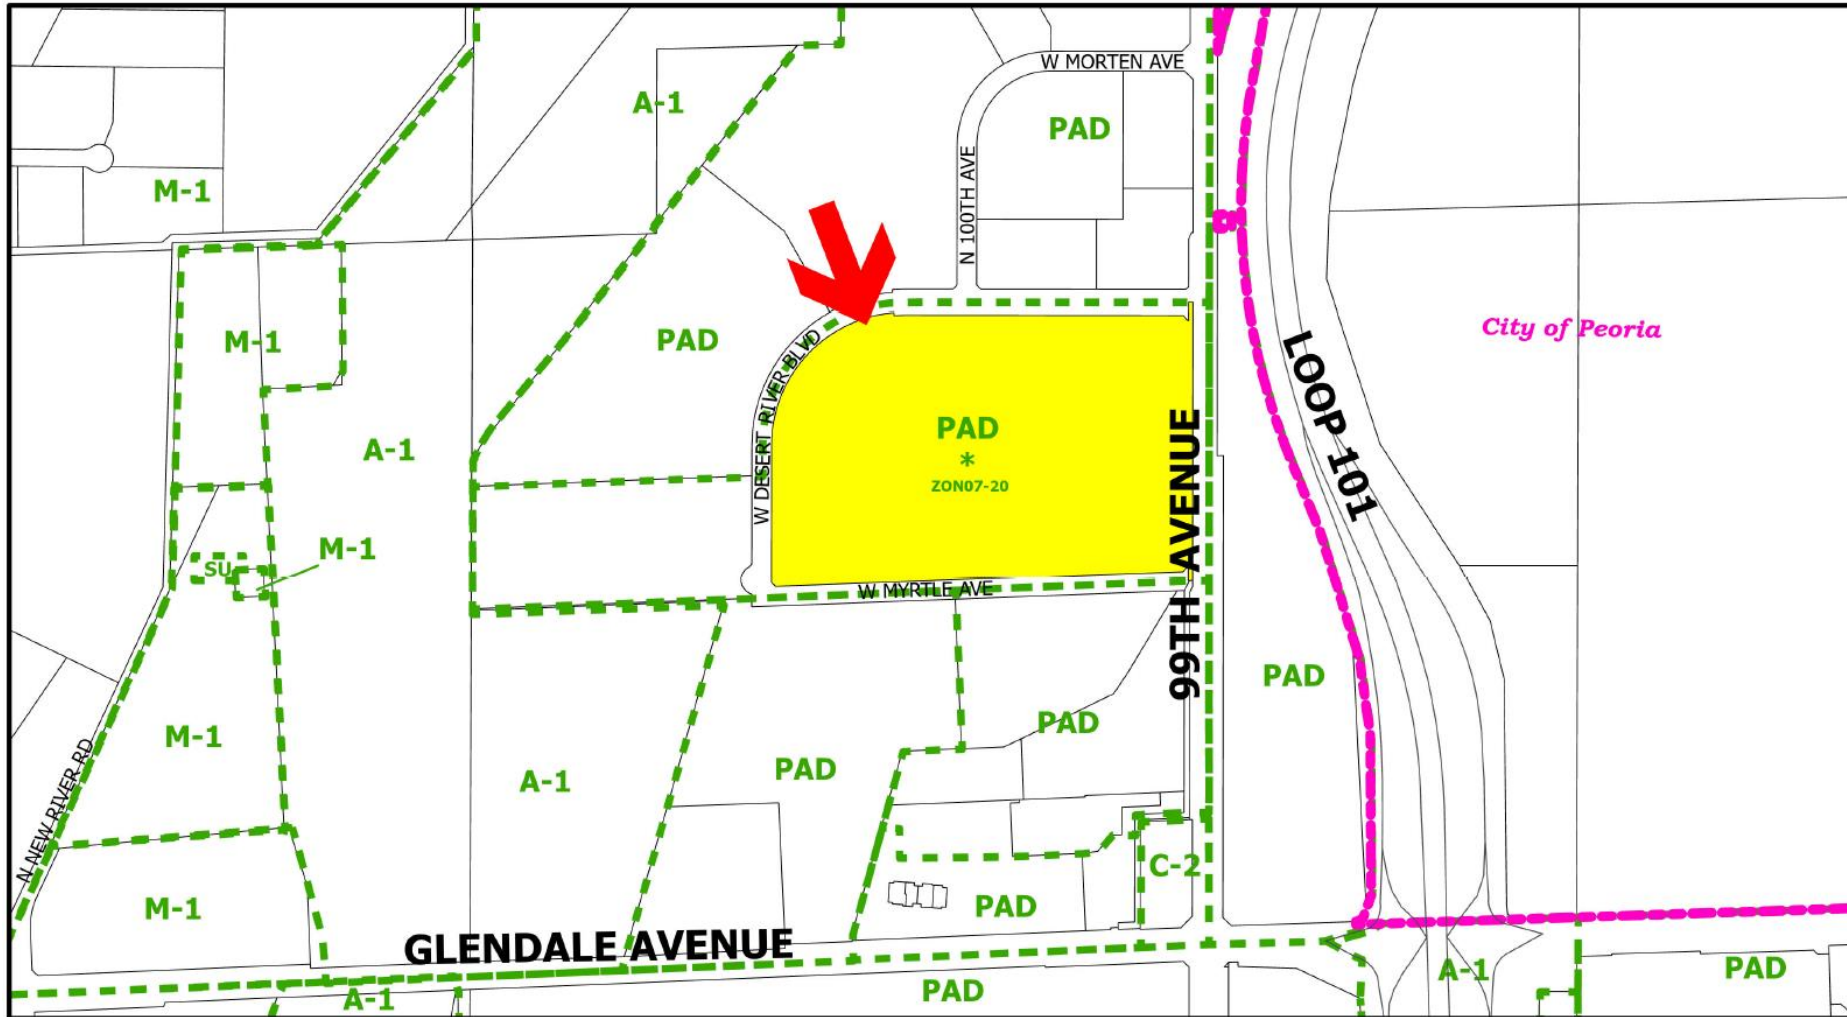 W MORTEN AVE
A-1
PAD
M-1
N 100TH AVE
City of Peoria
M-1
PAD
W DESERT RIVER BLVD
LOOP 101
PAD
*
ZON07-20
A-1
99TH AVENUE
M-1
SU
W MYRTLE AVE
PAD
PAD
M-1
N NEW RIVER RD
A-1
PAD
C-2
M-1
PAD
GLENDALE AVENUE
A-1
PAD
A-1
PAD